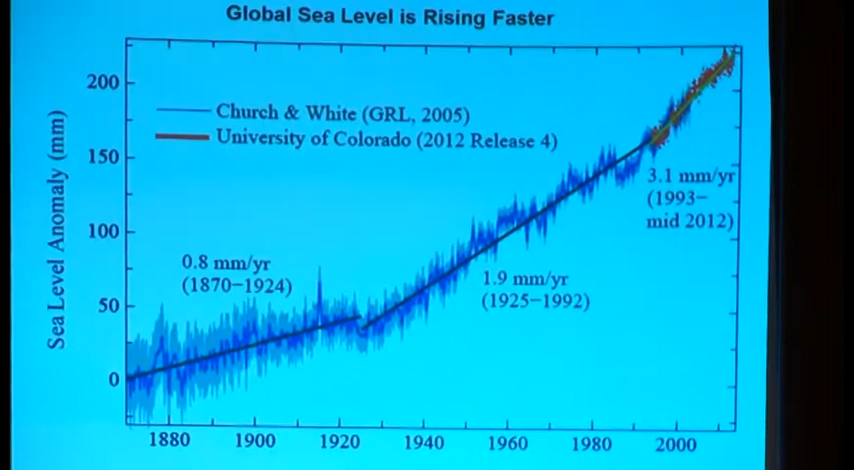 Global Sea Level is Rising Faster
Sea Level Anomaly (mm)
200
150
100
50
0
Church & White (GRL, 2005)
University of Colorado (2012 Release 4)
0.8 mm/yr
(1870−1924)
1.9 mm/yr
(1925−1992)
3.1 mm/yr
(1993−
mid 2012)
1880 1900 1920 1940 1960 1980 2000